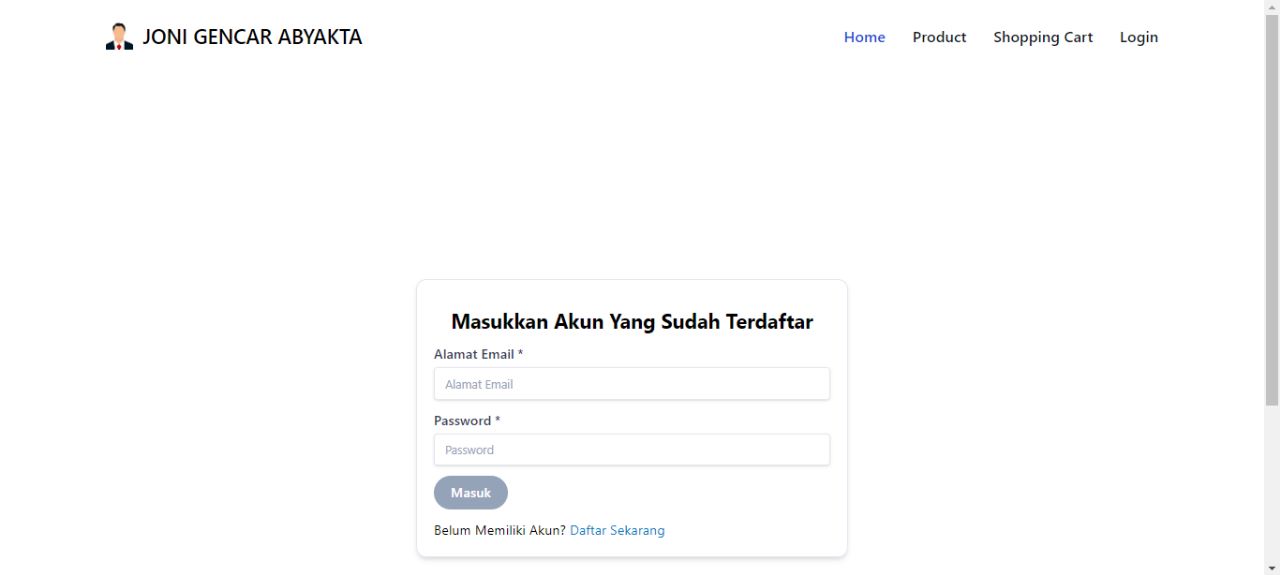 JONI GENCAR ABYAKTA
Home Product Shopping Cart Login
Masukkan Akun Yang Sudah Terdaftar
Alamat Email *
Alamat Email
Password *
Password
Masuk
Belum Memiliki Akun? Daftar Sekarang